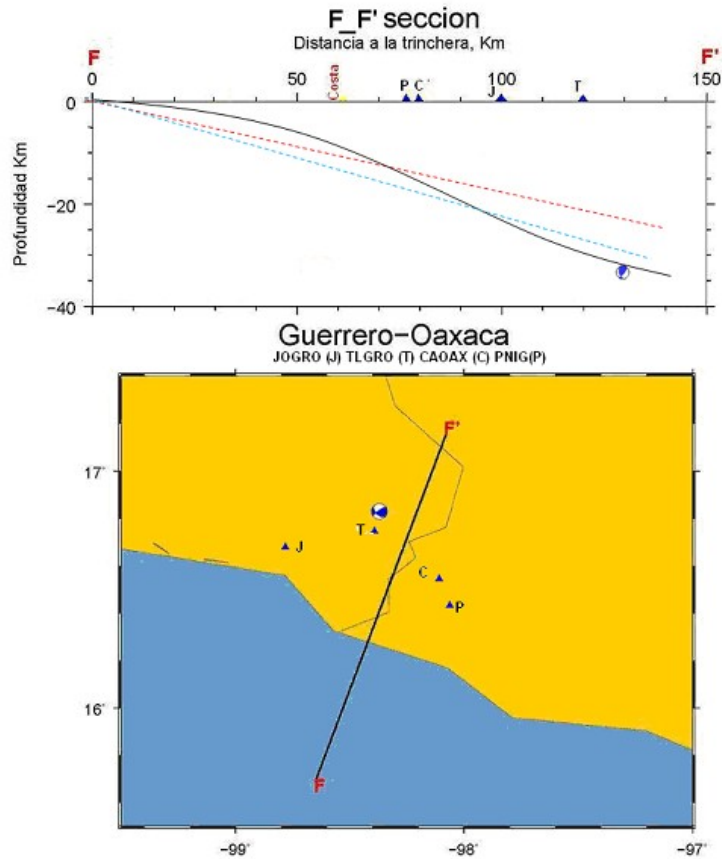 F_F' seccion
Distancia a la trinchera, Km
F F'
0 50 100 150
Costa
P C' J T
0
−20
−40
Profundidad Km
Guerrero−Oaxaca
JOGRO (J) TLGRO (T) CAOAX (C) PNIG(P)
F'
17˚
T
J
C
P
16˚
F
−99˚ −98˚ −97˚